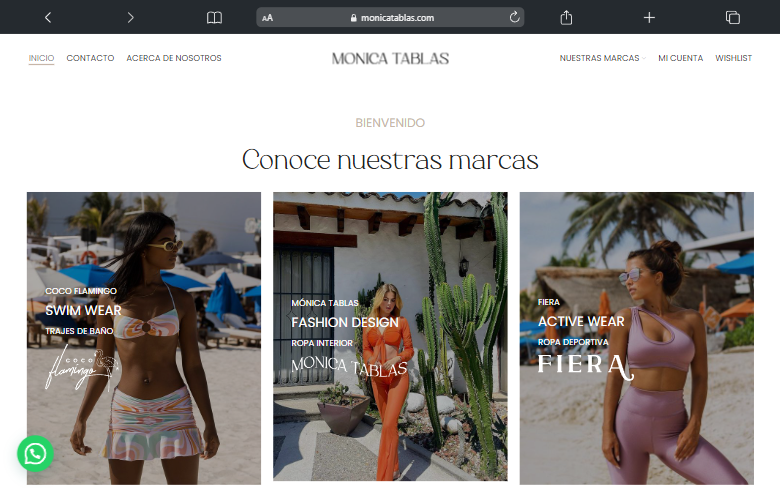 AA
monicatablas.com
INICIO
CONTACTO
ACERCA DE NOSOTROS
MONICA TABLAS
NUESTRAS MARCAS
MI CUENTA
WISHLIST
BIENVENIDO
Conoce nuestras marcas
COCO FLAMINGO
SWIM WEAR
TRAJES DE BAÑO
COCO
flamingo
MÓNICA TABLAS
FASHION DESIGN
ROPA INTERIOR
MONICA TABLAS
FIERA
ACTIVE WEAR
ROPA DEPORTIVA
FIERA